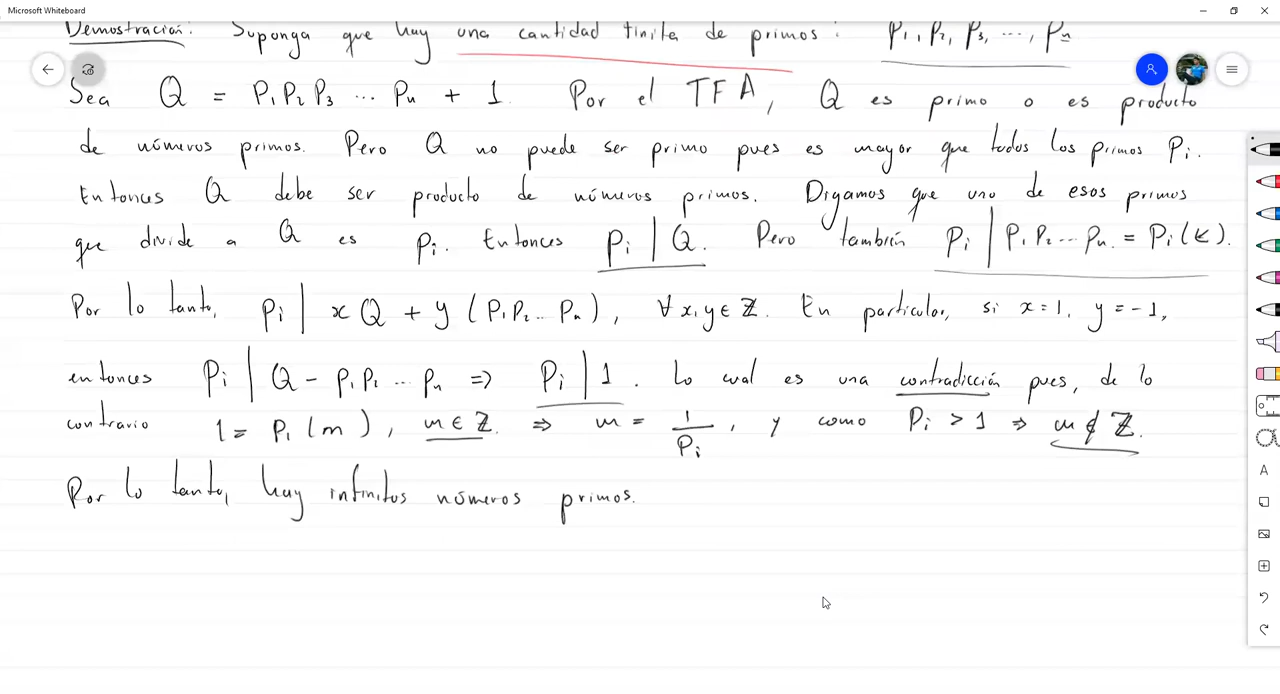 Microsoft Whiteboard
Demostración: Suponga que hay una cantidad finita de primos: P₁, P₂, P₃, ..., Pₙ
Sea Q = P₁P₂P₃ ... Pₙ + 1. Por el TFA, Q es primo o es producto
de números primos. Pero Q no puede ser primo pues es mayor que todos los primos Pᵢ.
Entonces Q debe ser producto de números primos. Digamos que uno de esos primos
que divide a Q es Pᵢ. Entonces Pᵢ | Q. Pero también Pᵢ | P₁P₂...Pₙ = Pᵢ(K).
Por lo tanto, Pᵢ | xQ + y(P₁P₂...Pₙ), ∀x,y ∈ ℤ. En particular, si x=1, y=-1,
entonces Pᵢ | Q - P₁P₂ ... Pₙ => Pᵢ | 1. Lo cual es una contradicción pues, de lo
contrario 1 = Pᵢ(m), m ∈ ℤ. ⇒ m = 1/Pᵢ, y como Pᵢ > 1 ⇒ m ∉ ℤ.
Por lo tanto, hay infinitos números primos.
A